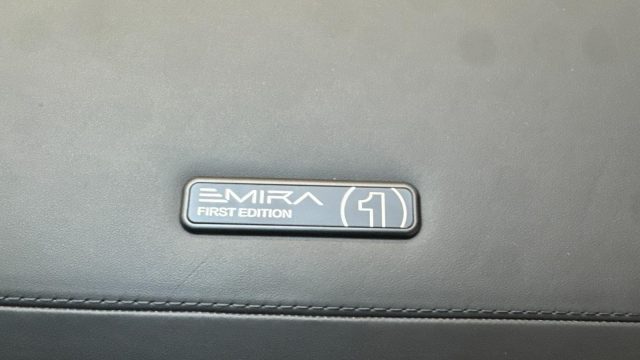 EMIRA
FIRST EDITION
(1)